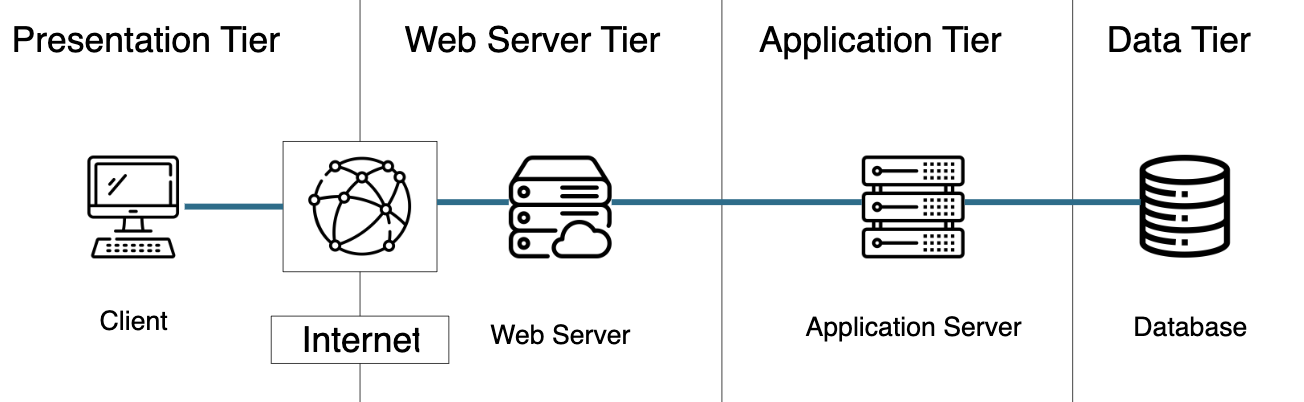 Presentation Tier
Web Server Tier
Application Tier
Data Tier
Client
Internet
Web Server
Application Server
Database